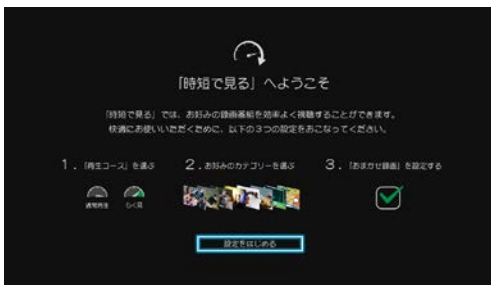 「時短で見る」へようこそ
「時短で見る」では、お好みの録画番組を効率よく視聴することができます。
快適にお使いいただくために、以下の3つの設定をおこなってください。
1.「再生コース」を選ぶ
2.お好みのカテゴリーを選ぶ
3.「おまかせ録画」を設定する
通常再生
らく見
設定をはじめる